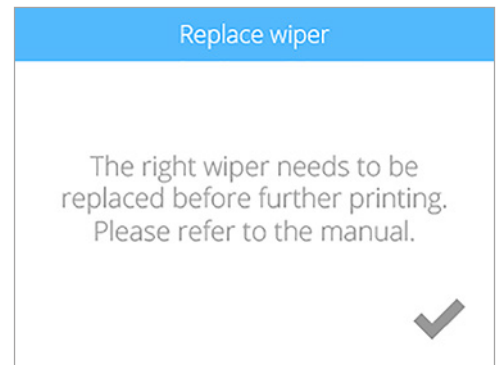 Replace wiper
The right wiper needs to be
replaced before further printing.
Please refer to the manual.